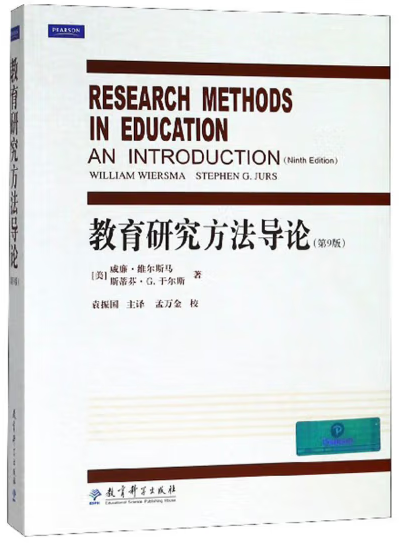 PEARSON
RESEARCH METHODS
IN EDUCATION
AN INTRODUCTION (Ninth Edition)
WILLIAM WIERSMA STEPHEN G. JURS
教育研究方法导论(第9版)
[美] 威廉·维尔斯马
斯蒂芬·G.于尔斯 著
袁振国 主译 孟万金 校
教育科学出版社
Educational Science Publishing House
教育研究方法导论
(第9版)
教育科学出版社